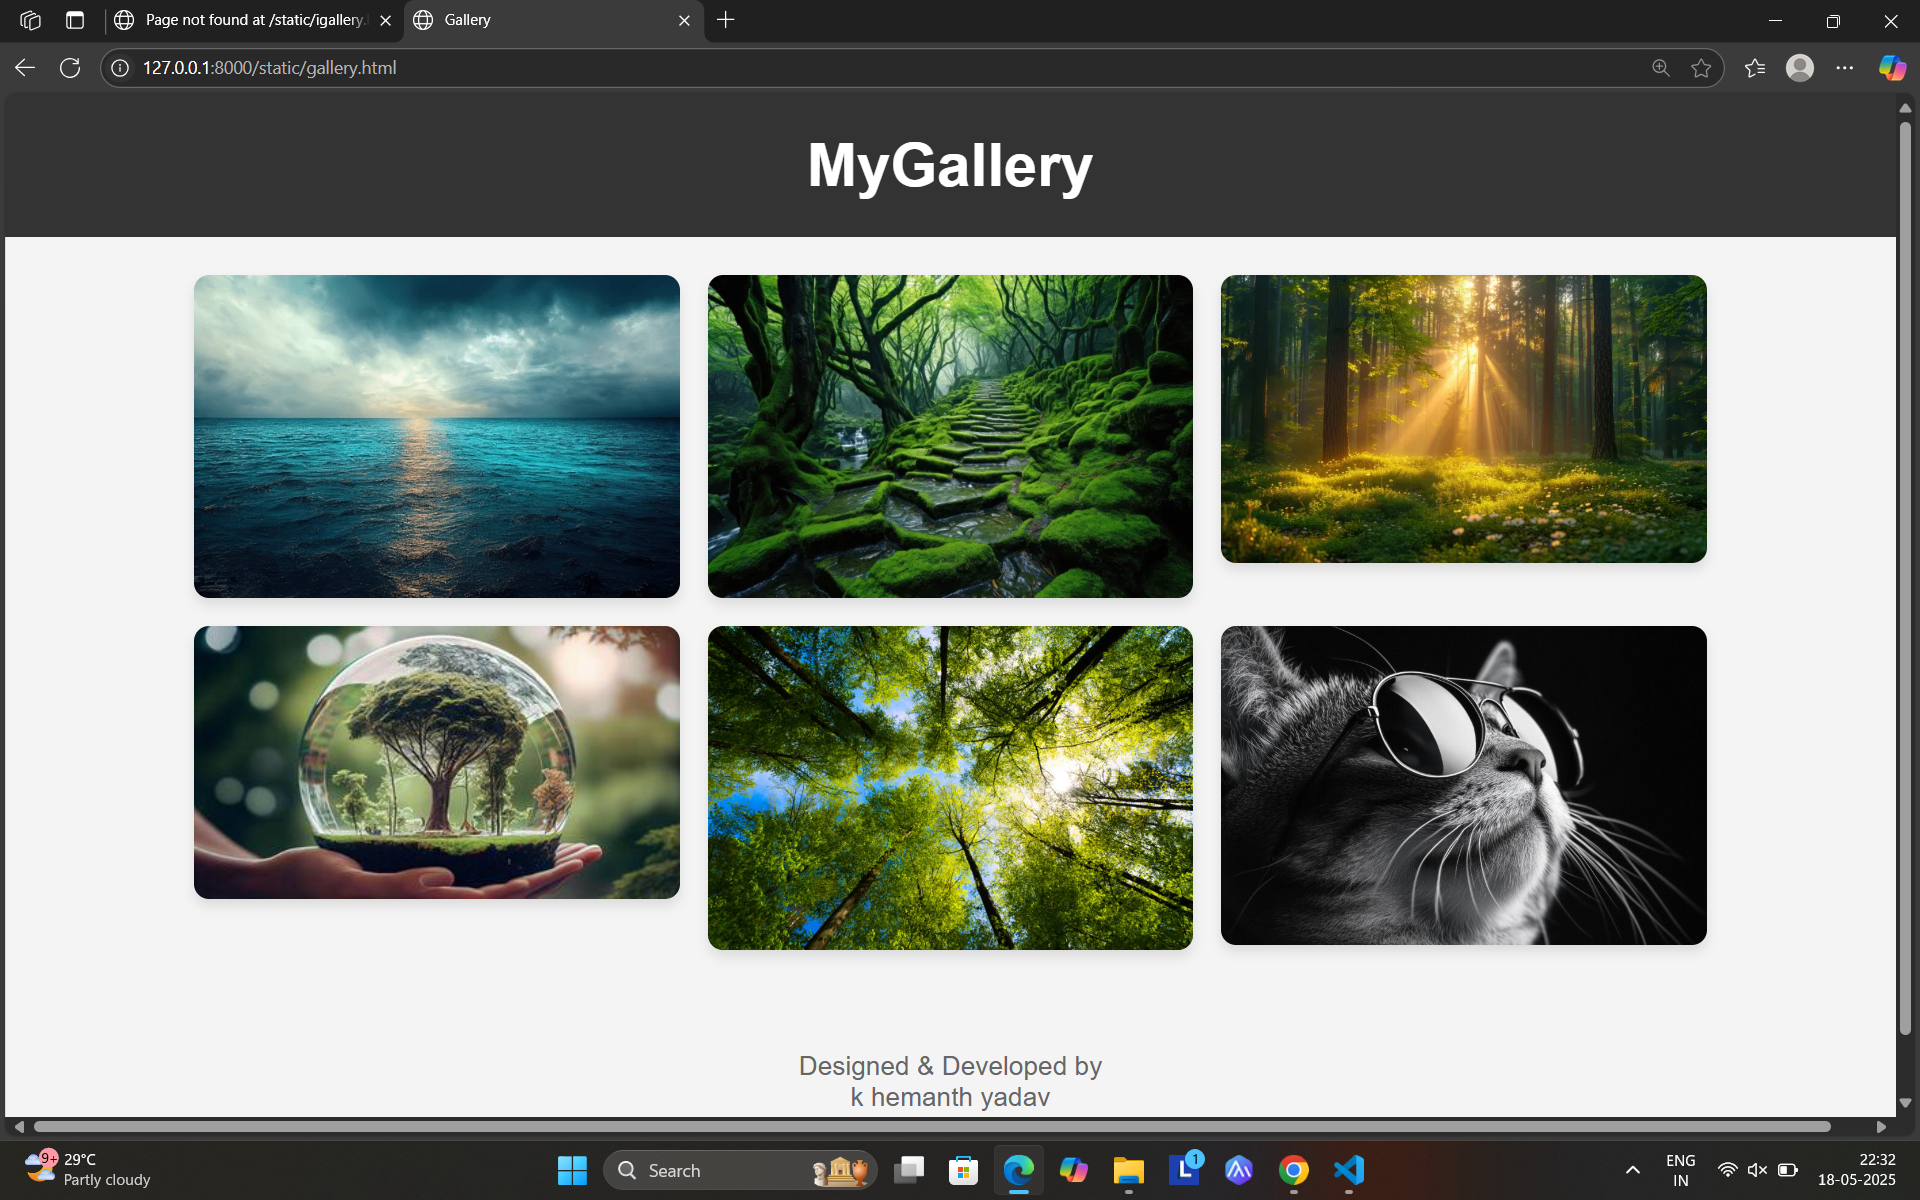 Page not found at /static/igallery.
Gallery
127.0.0.1:8000/static/gallery.html
MyGallery
Designed & Developed by
k hemanth yadav
9+
29°C
Partly cloudy
Search
L
1
ENG
IN
22:32
18-05-2025